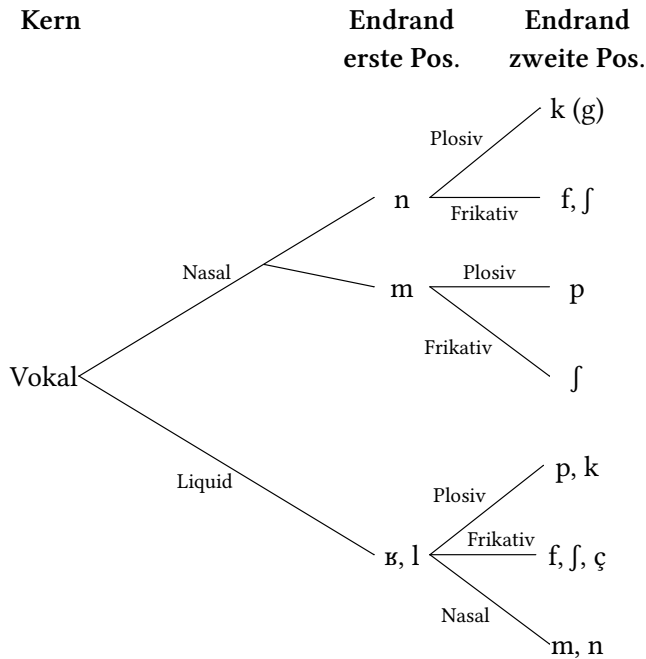 Kern Endrand Endrand
erste Pos. zweite Pos.
k (g)
Plosiv
n f, ʃ
Frikativ
Nasal
m Plosiv p
Frikativ
Vokal ʃ
p, k
Liquid Plosiv
Frikativ
ʁ, l f, ʃ, ç
Nasal
m, n